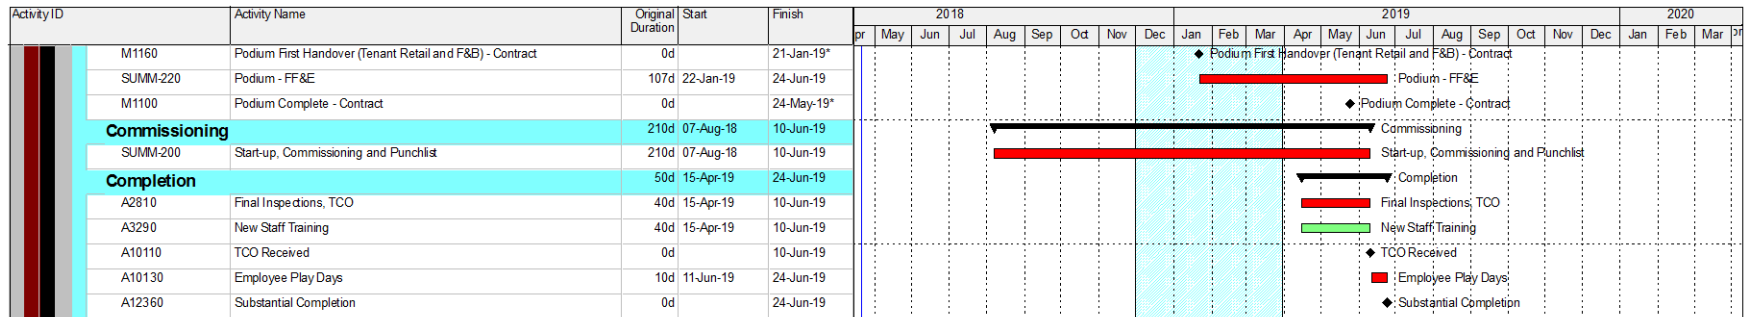 Activity ID Activity Name Original Duration Start Finish 2018 2019 2020
May Jun Jul Aug Sep Oct Nov Dec Jan Feb Mar Apr May Jun Jul Aug Sep Oct Nov Dec Jan Feb Mar
M1160 Podium First Handover (Tenant Retail and F&B) - Contract 0d 21-Jan-19* Podium First Handover (Tenant Retail and F&B) - Contract
SUMM-220 Podium - FF&E 107d 22-Jan-19 24-Jun-19 Podium - FF&E
M1100 Podium Complete - Contract 0d 24-May-19* Podium Complete - Contract
Commissioning 210d 07-Aug-18 10-Jun-19 Commissioning
SUMM-200 Start-up, Commissioning and Punchlist 210d 07-Aug-18 10-Jun-19 Start-up, Commissioning and Punchlist
Completion 50d 15-Apr-19 24-Jun-19 Completion
A2810 Final Inspections, TCO 40d 15-Apr-19 10-Jun-19 Final Inspections, TCO
A3290 New Staff Training 40d 15-Apr-19 10-Jun-19 New Staff Training
A10110 TCO Received 0d 10-Jun-19 TCO Received
A10130 Employee Play Days 10d 11-Jun-19 24-Jun-19 Employee Play Days
A12360 Substantial Completion 0d 24-Jun-19 Substantial Completion